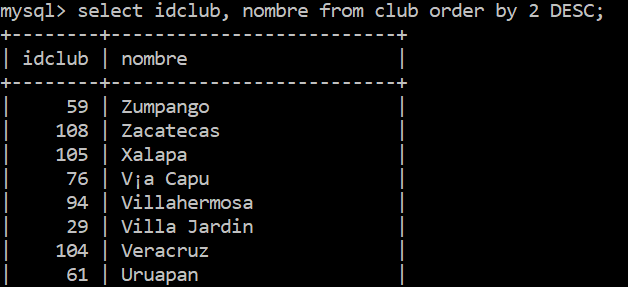 mysql> select idclub, nombre from club order by 2 DESC;
+--------+--------------------------+
| idclub | nombre                   |
+--------+--------------------------+
|     59 | Zumpango                 |
|    108 | Zacatecas                |
|    105 | Xalapa                   |
|     76 | V¡a Capu                 |
|     94 | Villahermosa             |
|     29 | Villa Jardin             |
|    104 | Veracruz                 |
|     61 | Uruapan                  |